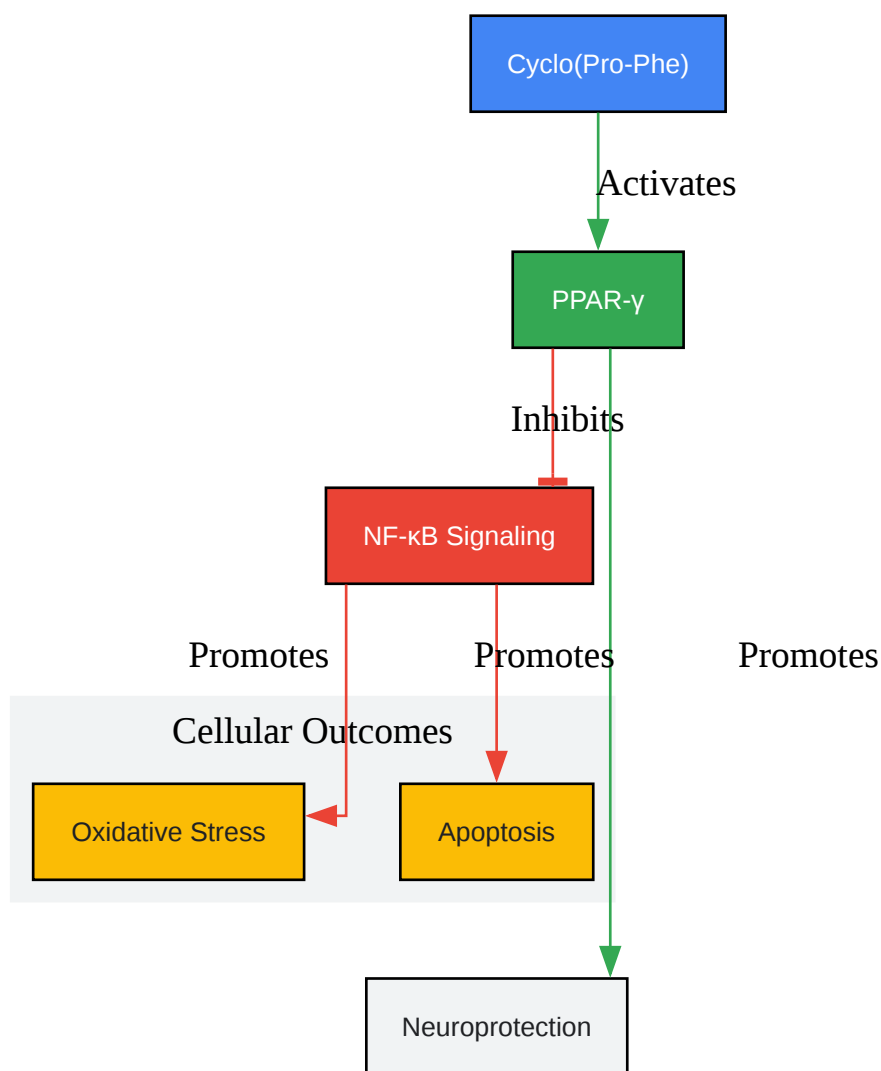 Cyclo(Pro-Phe)
Activates
PPAR-γ
Inhibits
NF-κB Signaling
Promotes
Promotes
Promotes
Cellular Outcomes
Oxidative Stress
Apoptosis
Neuroprotection